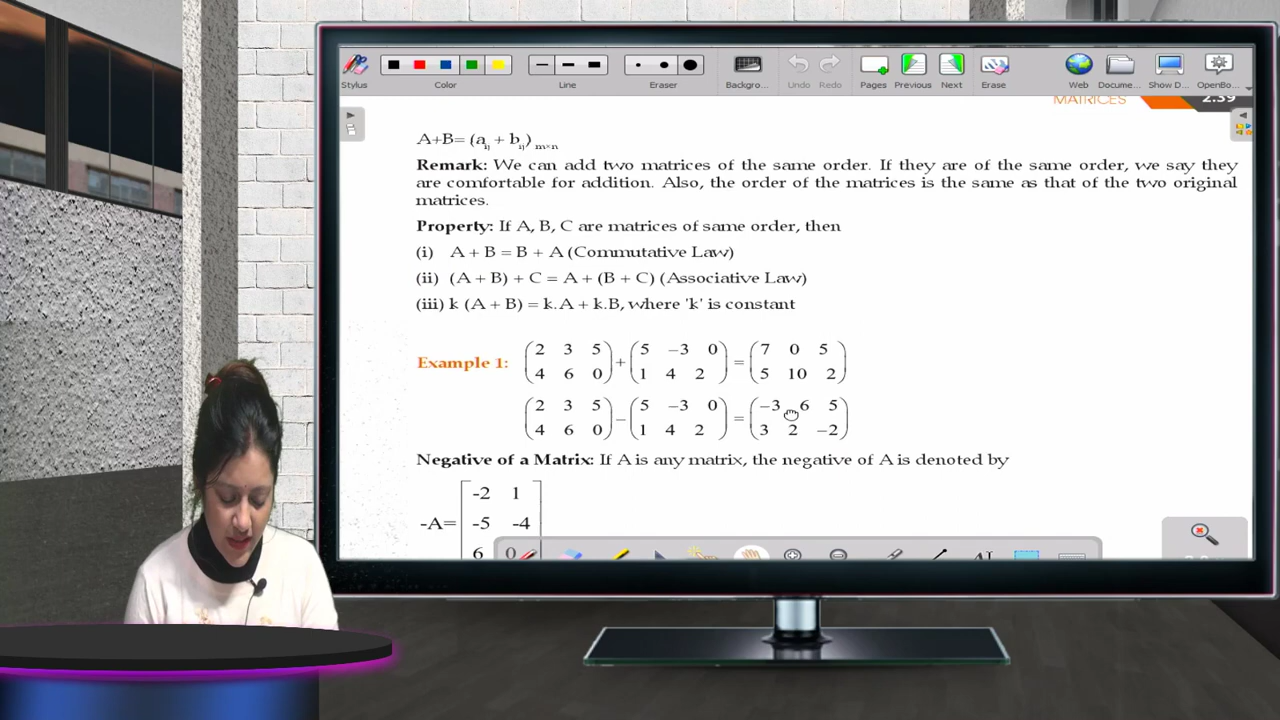 Stylus Color Line Eraser Backgro... Undo Redo Pages Previous Next Erase Web Docume... Show D... OpenBo...
MATRICES 2.39
A+B= (aᵢⱼ + bᵢⱼ)ₘₓₙ
Remark: We can add two matrices of the same order. If they are of the same order, we say they
are comfortable for addition. Also, the order of the matrices is the same as that of the two original
matrices.
Property: If A, B, C are matrices of same order, then
(i) A + B = B + A (Commutative Law)
(ii) (A + B) + C = A + (B + C) (Associative Law)
(iii) k (A + B) = k.A + k.B, where 'k' is constant
Example 1: (2 3 5) + (5 −3 0) = (7 0 5)
(4 6 0) (1 4 2) (5 10 2)
(2 3 5) − (5 −3 0) = (−3 6 5)
(4 6 0) (1 4 2) (3 2 −2)
Negative of a Matrix: If A is any matrix, the negative of A is denoted by
-2 1
-A= -5 -4
6 0